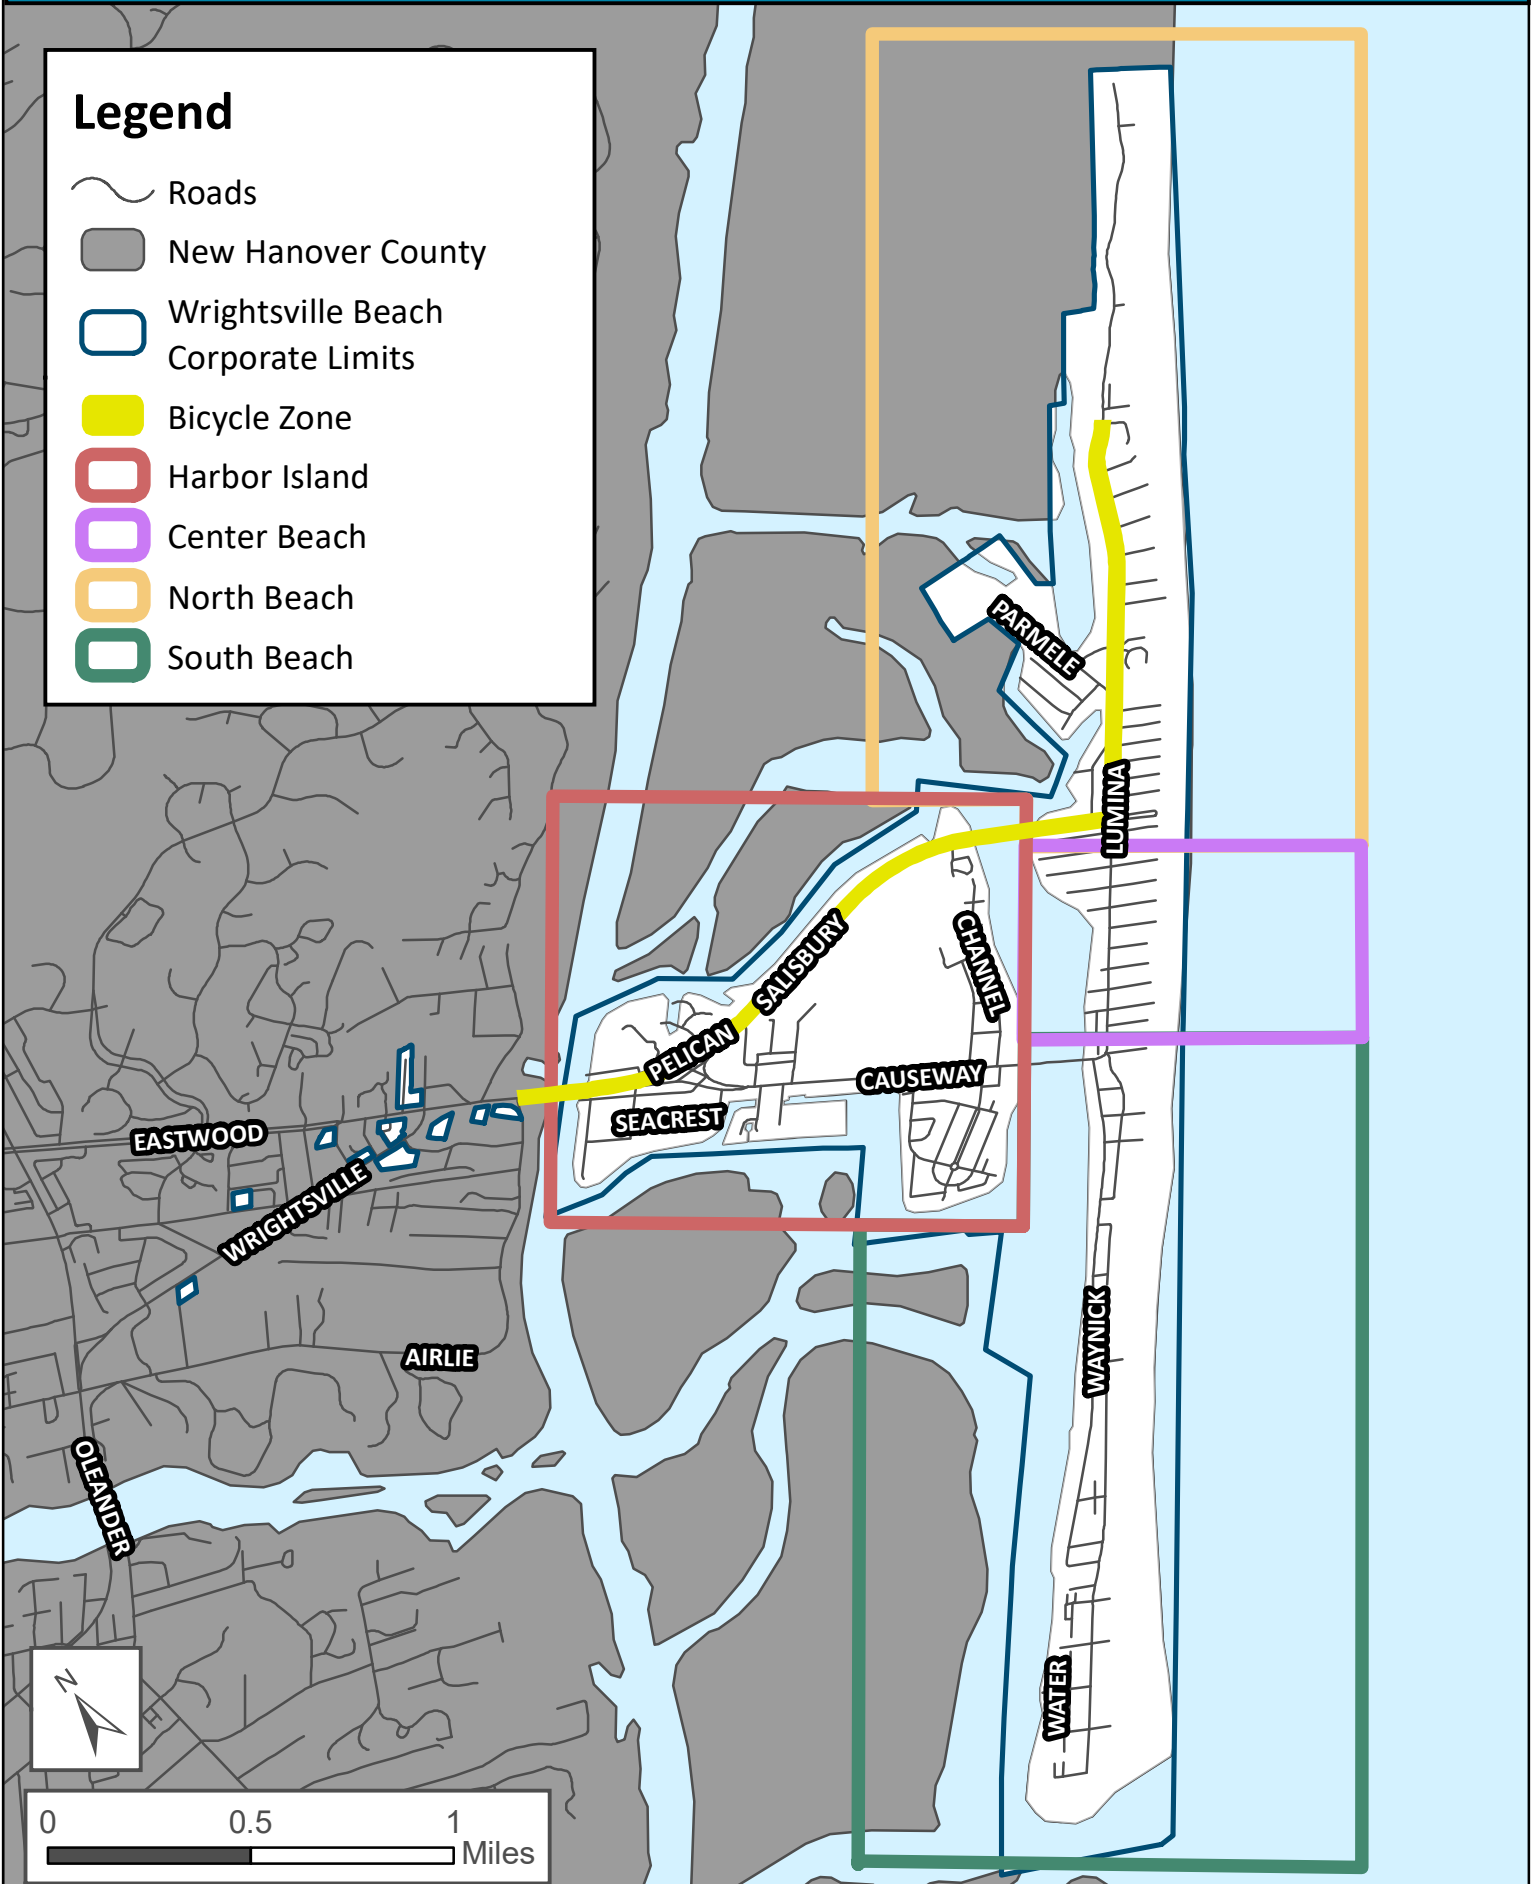 Legend
Roads
New Hanover County
Wrightsville Beach
Corporate Limits
Bicycle Zone
Harbor Island
Center Beach
North Beach
South Beach
PARMELE
LUMINA
CHANNEL
SALISBURY
PELICAN
CAUSEWAY
SEACREST
EASTWOOD
WRIGHTSVILLE
WAYNICK
AIRLIE
OLEANDER
WATER
N
0 0.5 1
Miles